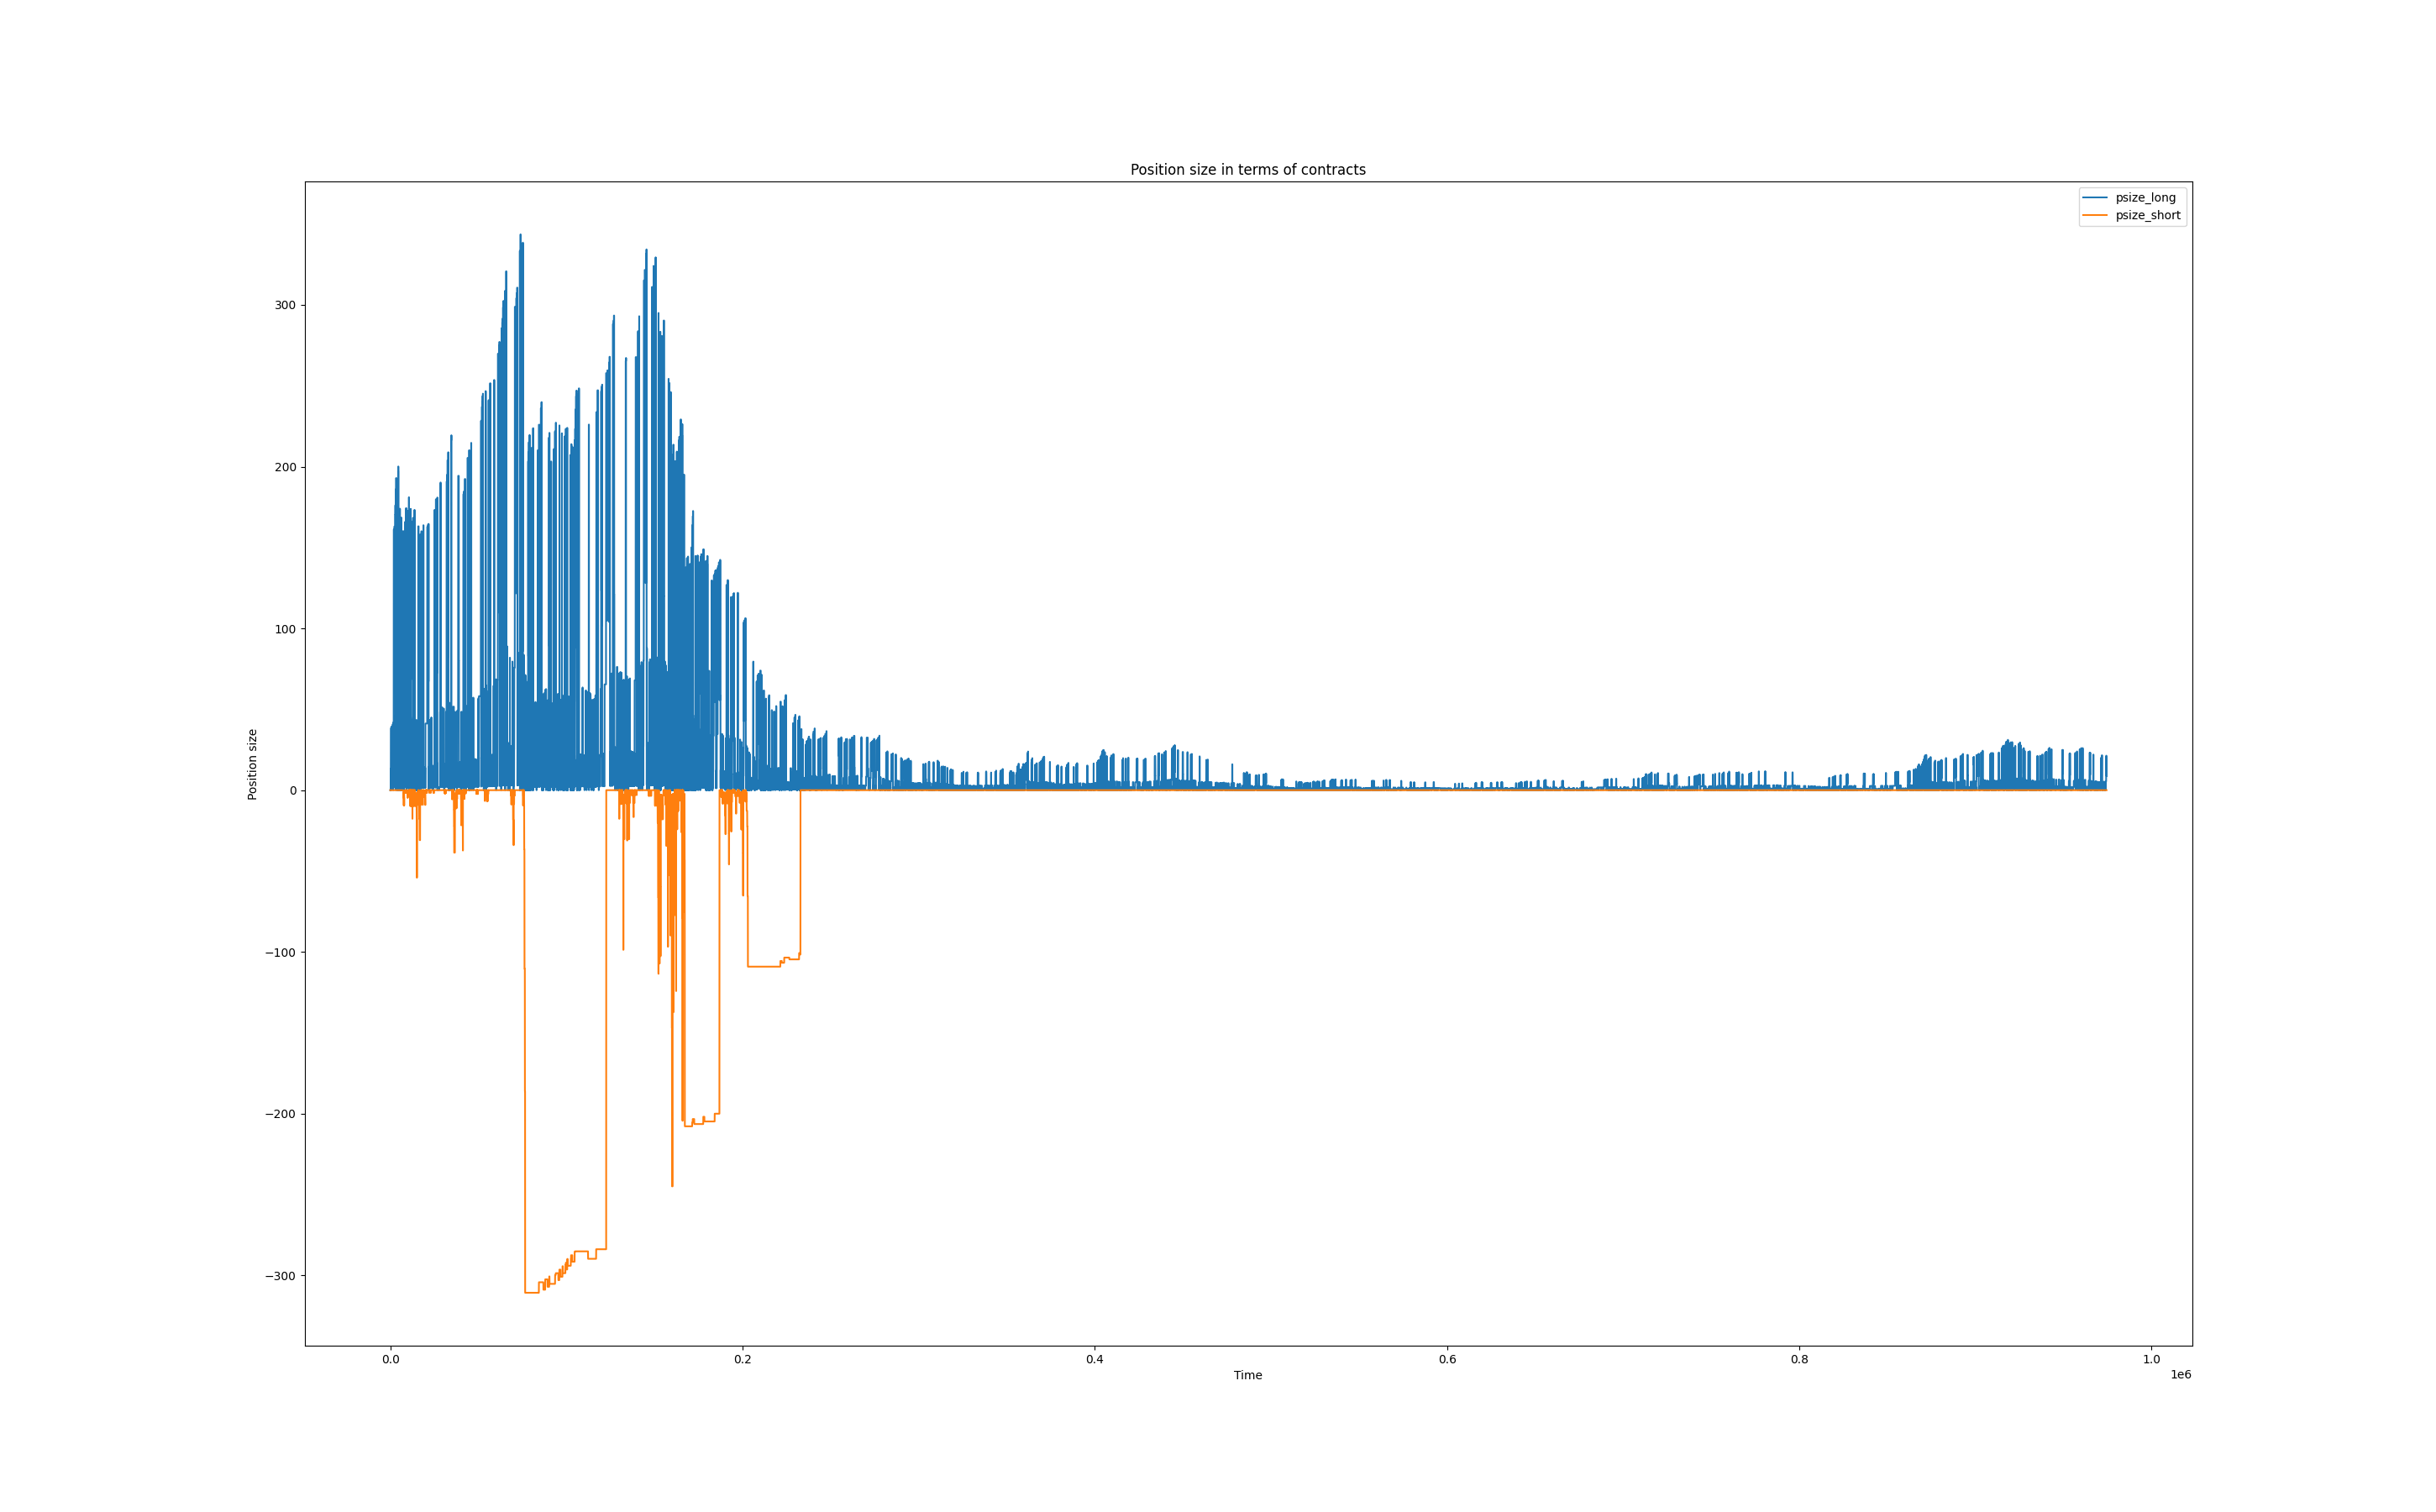 Position size in terms of contracts
psize_long
psize_short
Position size
300
200
100
0
−100
−200
−300
0.0
0.2
0.4
0.6
0.8
1.0
Time
1e6